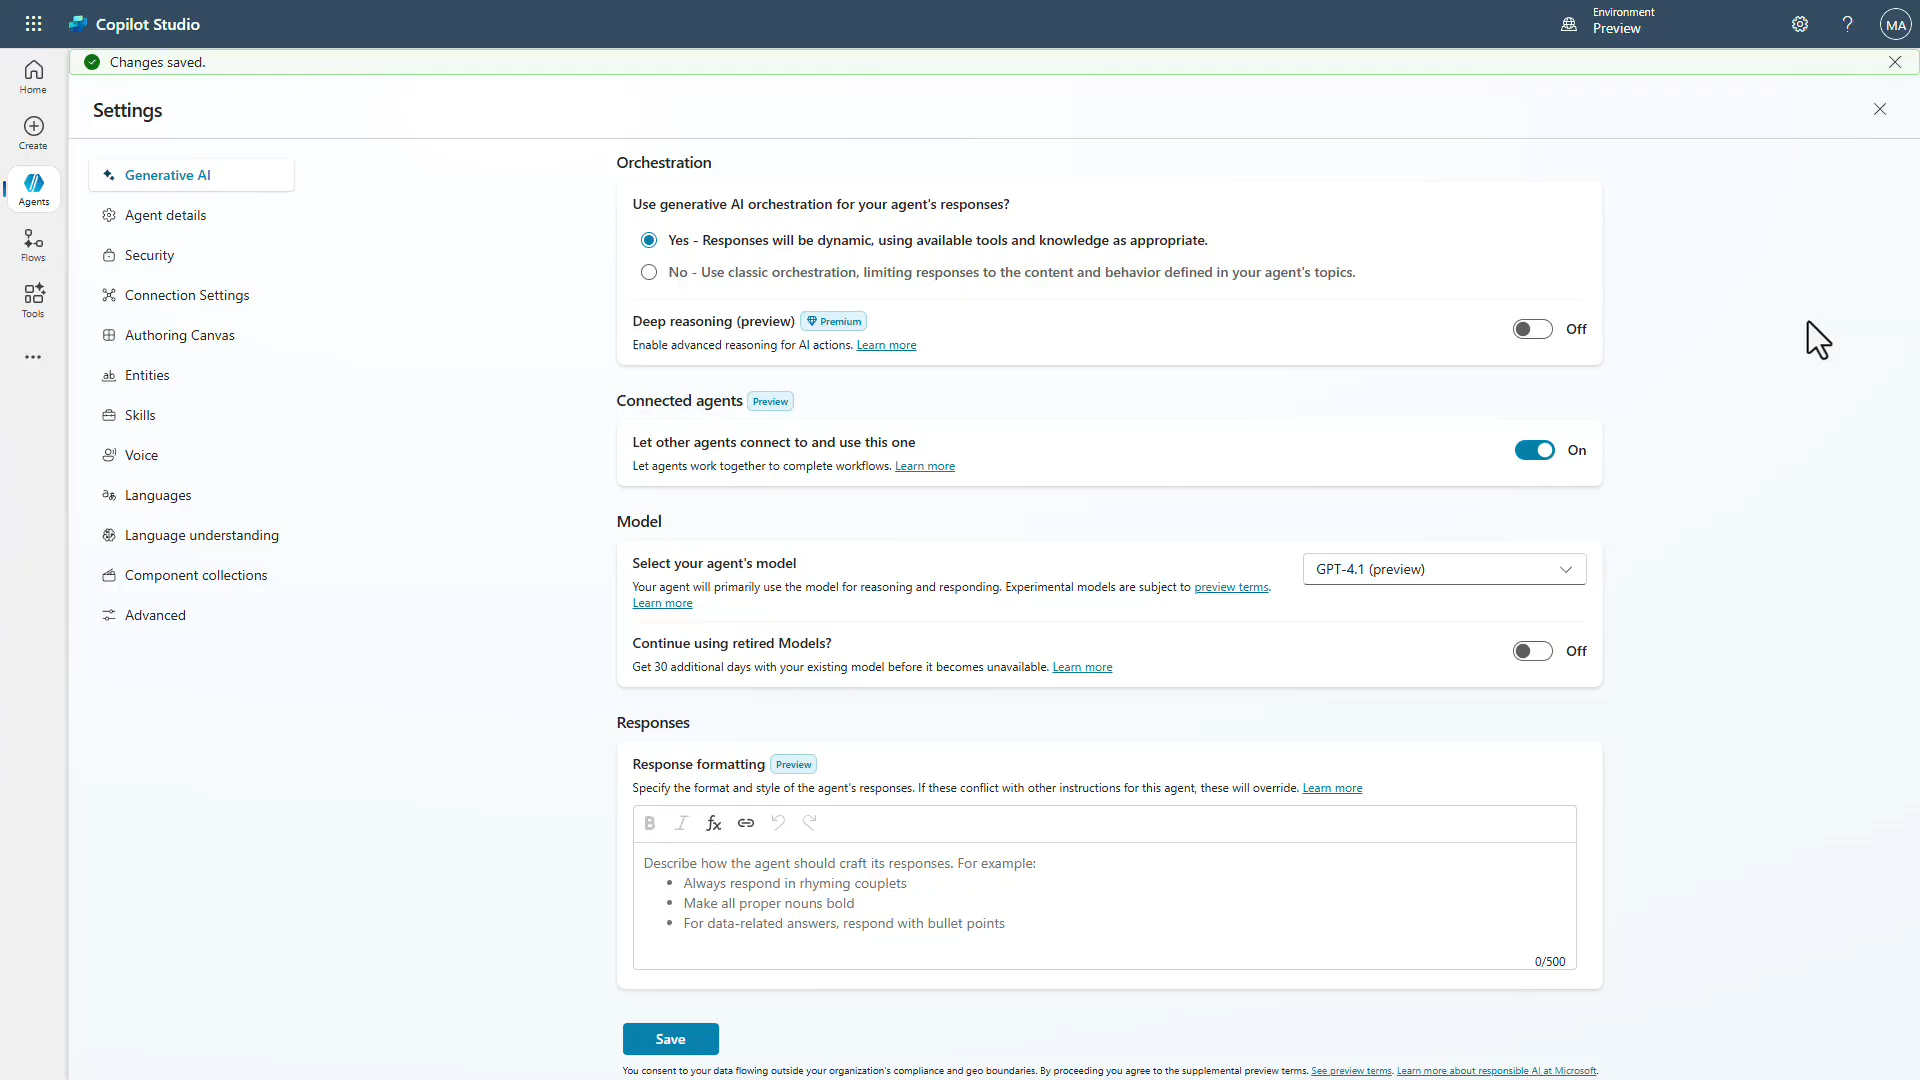 Copilot Studio
Environment
Preview
MA
Changes saved.
Home
Create
Agents
Flows
Tools
Settings
Generative AI
Agent details
Security
Connection Settings
Authoring Canvas
Entities
Skills
Voice
Languages
Language understanding
Component collections
Advanced
Orchestration
Use generative AI orchestration for your agent's responses?
Yes - Responses will be dynamic, using available tools and knowledge as appropriate.
No - Use classic orchestration, limiting responses to the content and behavior defined in your agent's topics.
Deep reasoning (preview) Premium
Enable advanced reasoning for AI actions. Learn more
Off
Connected agents Preview
Let other agents connect to and use this one
Let agents work together to complete workflows. Learn more
On
Model
Select your agent's model
Your agent will primarily use the model for reasoning and responding. Experimental models are subject to preview terms.
Learn more
GPT-4.1 (preview)
Continue using retired Models?
Get 30 additional days with your existing model before it becomes unavailable. Learn more
Off
Responses
Response formatting Preview
Specify the format and style of the agent's responses. If these conflict with other instructions for this agent, these will override. Learn more
B I fx
Describe how the agent should craft its responses. For example:
• Always respond in rhyming couplets
• Make all proper nouns bold
• For data-related answers, respond with bullet points
0/500
Save
You consent to your data flowing outside your organization's compliance and geo boundaries. By proceeding you agree to the supplemental preview terms. See preview terms. Learn more about responsible AI at Microsoft.